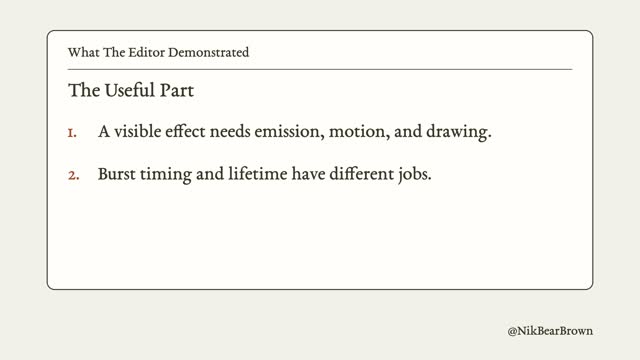 What The Editor Demonstrated
The Useful Part
1. A visible effect needs emission, motion, and drawing.
2. Burst timing and lifetime have different jobs.
@NikBearBrown